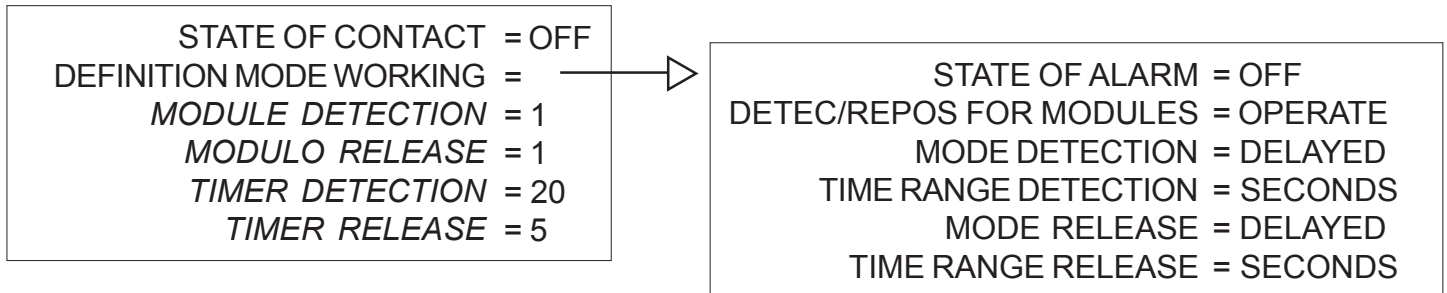 STATE OF CONTACT = OFF
DEFINITION MODE WORKING =
MODULE DETECTION = 1
MODULO RELEASE = 1
TIMER DETECTION = 20
TIMER RELEASE = 5
STATE OF ALARM = OFF
DETEC/REPOS FOR MODULES = OPERATE
MODE DETECTION = DELAYED
TIME RANGE DETECTION = SECONDS
MODE RELEASE = DELAYED
TIME RANGE RELEASE = SECONDS